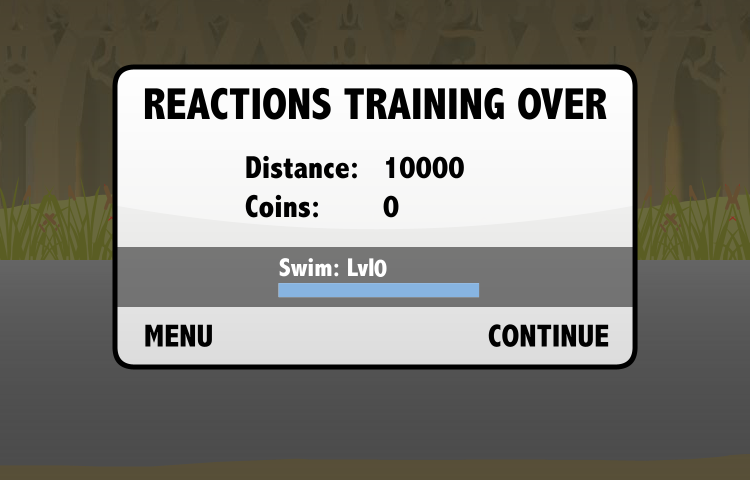 REACTIONS TRAINING OVER
Distance: 10000
Coins: 0
Swim: Lvl0
MENU CONTINUE